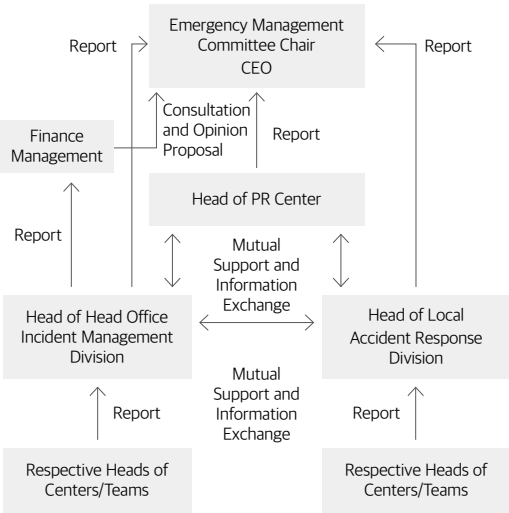 Emergency Management
Committee Chair
CEO
Report
Report
Consultation
and Opinion
Proposal
Report
Finance
Management
Head of PR Center
Report
Mutual
Support and
Information
Exchange
Head of Head Office
Incident Management
Division
Head of Local
Accident Response
Division
Mutual
Support and
Information
Exchange
Report
Report
Respective Heads of
Centers/Teams
Respective Heads of
Centers/Teams